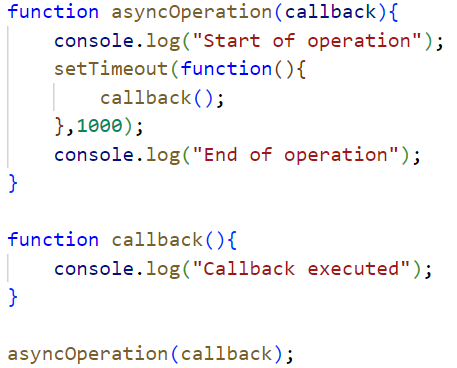 function asyncOperation(callback){
    console.log("Start of operation");
    setTimeout(function(){
        callback();
    },1000);
    console.log("End of operation");
}

function callback(){
    console.log("Callback executed");
}

asyncOperation(callback);